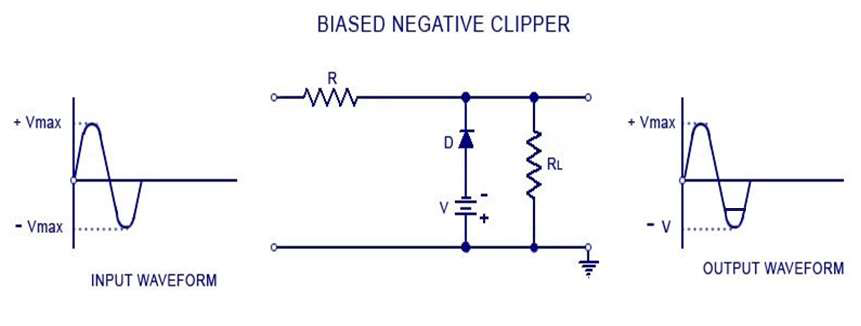 BIASED NEGATIVE CLIPPER
R
+ Vmax
- Vmax
INPUT WAVEFORM
D
V
-
+
RL
+ Vmax
- V
OUTPUT WAVEFORM